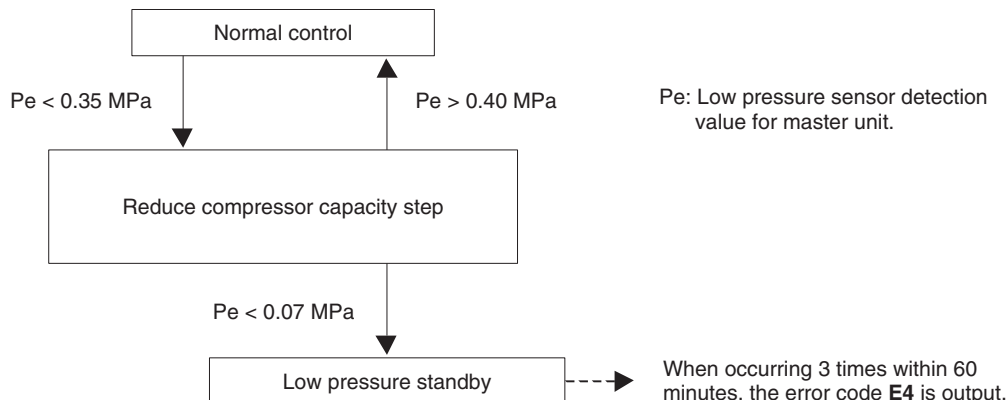 Normal control
Pe < 0.35 MPa
Pe > 0.40 MPa
Pe: Low pressure sensor detection
value for master unit.
Reduce compressor capacity step
Pe < 0.07 MPa
Low pressure standby
When occurring 3 times within 60
minutes, the error code E4 is output.